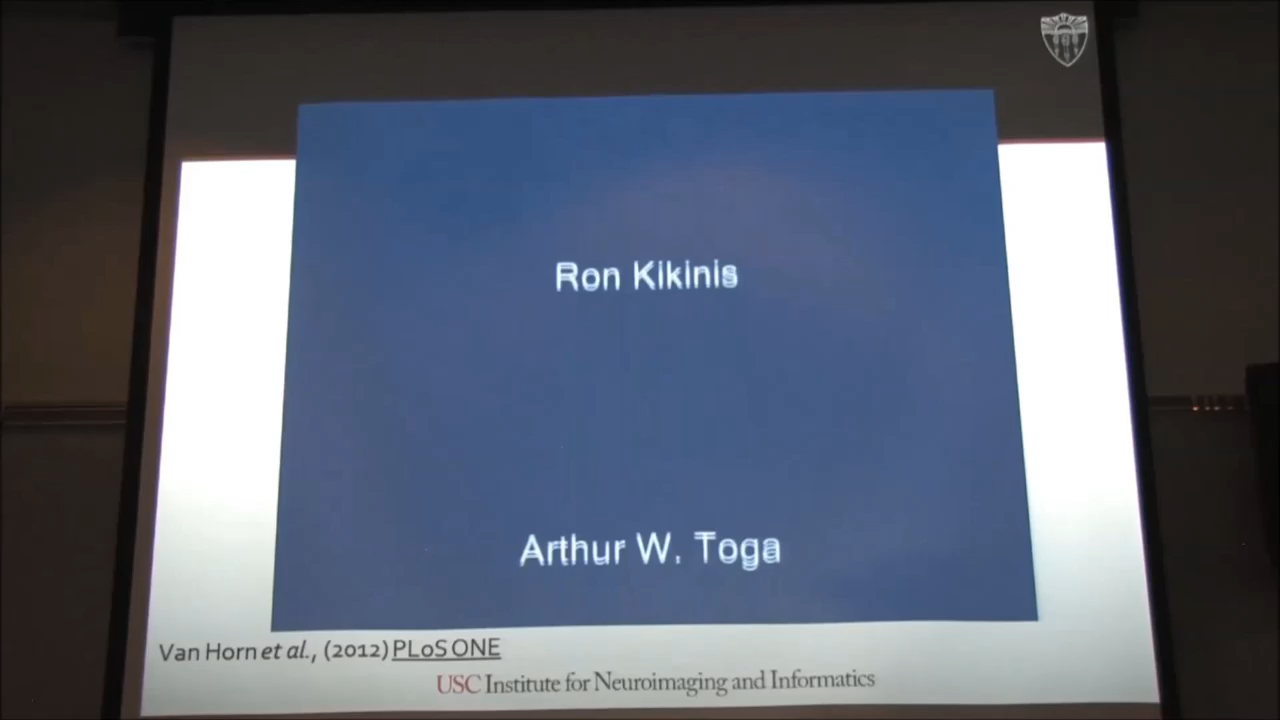 Ron Kikinis
Arthur W. Toga
Van Horn et al., (2012) PLoS ONE
USC Institute for Neuroimaging and Informatics